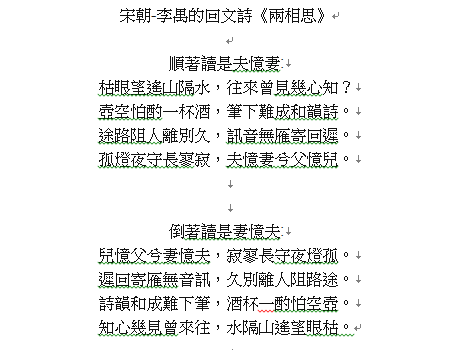 宋朝-李禺的回文詩《兩相思》
順著讀是夫憶妻:
枯眼望遙山隔水，往來曾見幾心知？
壺空怕酌一杯酒，筆下難成和韻詩。
途路阻人離別久，訊音無雁寄回遲。
孤燈夜守長寥寂，夫憶妻兮父憶兒。
倒著讀是妻憶夫:
兒憶父兮妻憶夫，寂寥長守夜燈孤。
遲回寄雁無音訊，久別離人阻路途。
詩韻和成難下筆，酒杯一酌怕空壺。
知心幾見曾來往，水隔山遙望眼枯。